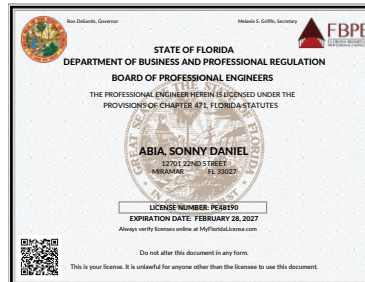 Ron DeSantis, Governor
Melanie S. Griffin, Secretary
FBPE
STATE OF FLORIDA
DEPARTMENT OF BUSINESS AND PROFESSIONAL REGULATION
BOARD OF PROFESSIONAL ENGINEERS
THE PROFESSIONAL ENGINEER HEREIN IS LICENSED UNDER THE
PROVISIONS OF CHAPTER 471, FLORIDA STATUTES
ABIA, SONNY DANIEL
12701 22ND STREET
MIRAMAR FL 33027
LICENSE NUMBER: PE48190
EXPIRATION DATE: FEBRUARY 28, 2027
Always verify licenses online at MyFloridaLicense.com
Do not alter this document in any form.
This is your license. It is unlawful for anyone other than the licensee to use this document.